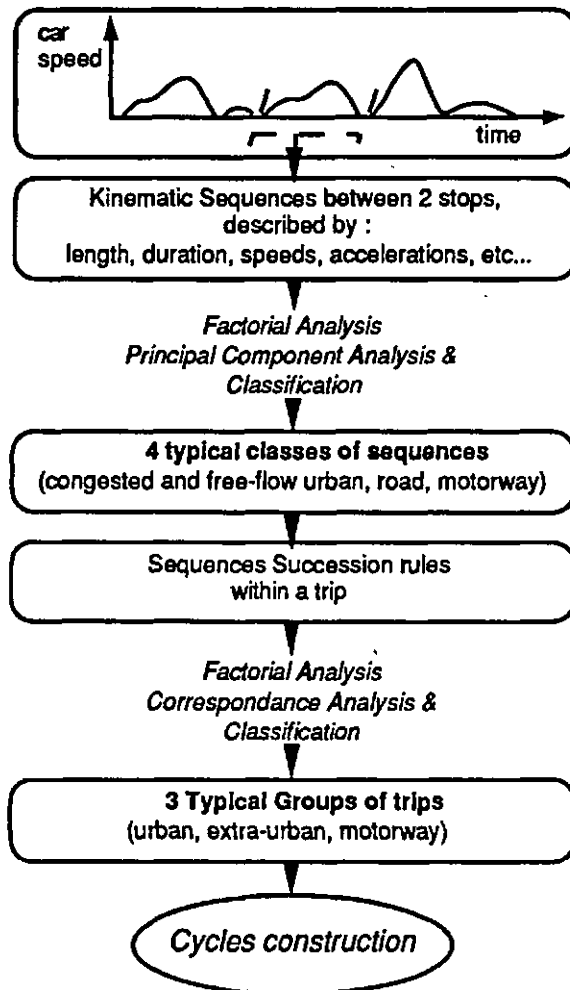 car
speed
time
Kinematic Sequences between 2 stops,
described by :
length, duration, speeds, accelerations, etc...
Factorial Analysis
Principal Component Analysis &
Classification
4 typical classes of sequences
(congested and free-flow urban, road, motorway)
Sequences Succession rules
within a trip
Factorial Analysis
Correspondance Analysis &
Classification
3 Typical Groups of trips
(urban, extra-urban, motorway)
Cycles construction